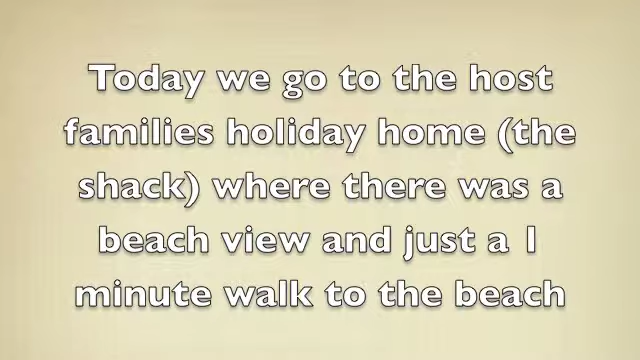 Today we go to the host
families holiday home (the
shack) where there was a
beach view and just a 1
minute walk to the beach